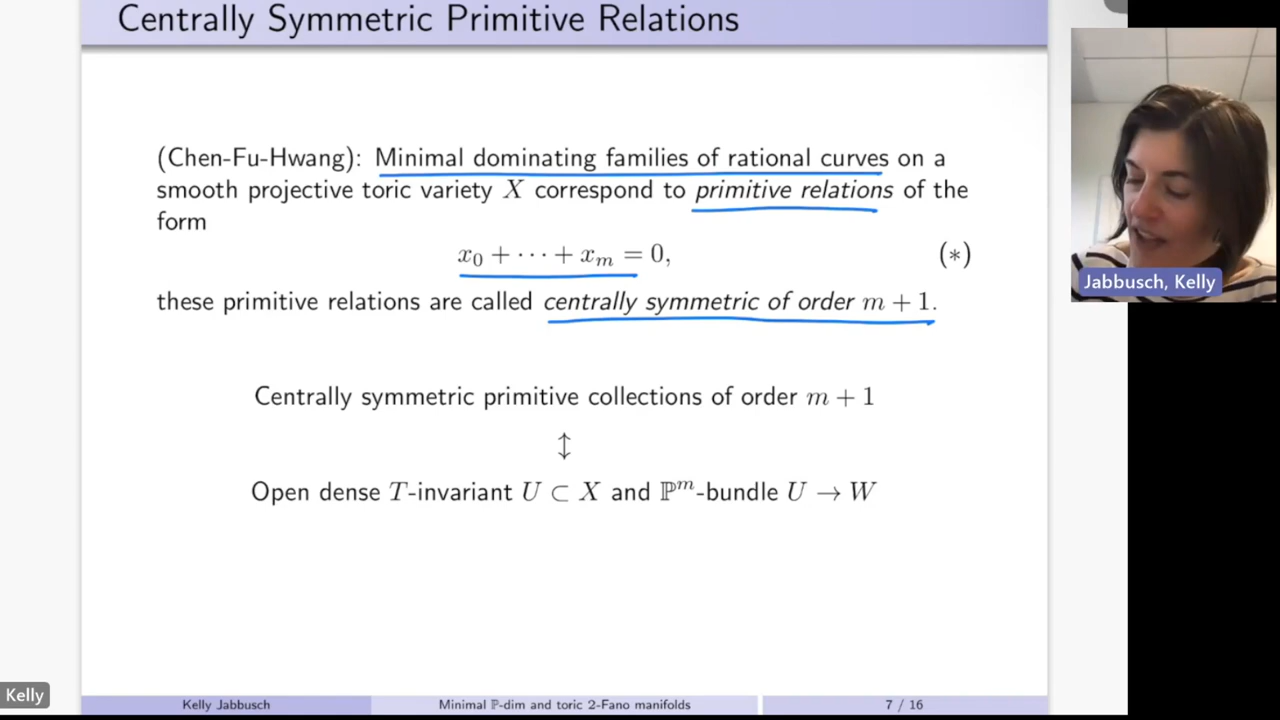 Centrally Symmetric Primitive Relations
(Chen-Fu-Hwang): Minimal dominating families of rational curves on a
smooth projective toric variety X correspond to primitive relations of the
form
x₀ + ⋯ + xₘ = 0, (∗)
these primitive relations are called centrally symmetric of order m + 1.
Centrally symmetric primitive collections of order m + 1
↕
Open dense T-invariant U ⊂ X and ℙᵐ-bundle U → W
Jabbusch, Kelly
Kelly
Kelly Jabbusch Minimal ℙ-dim and toric 2-Fano manifolds 7 / 16